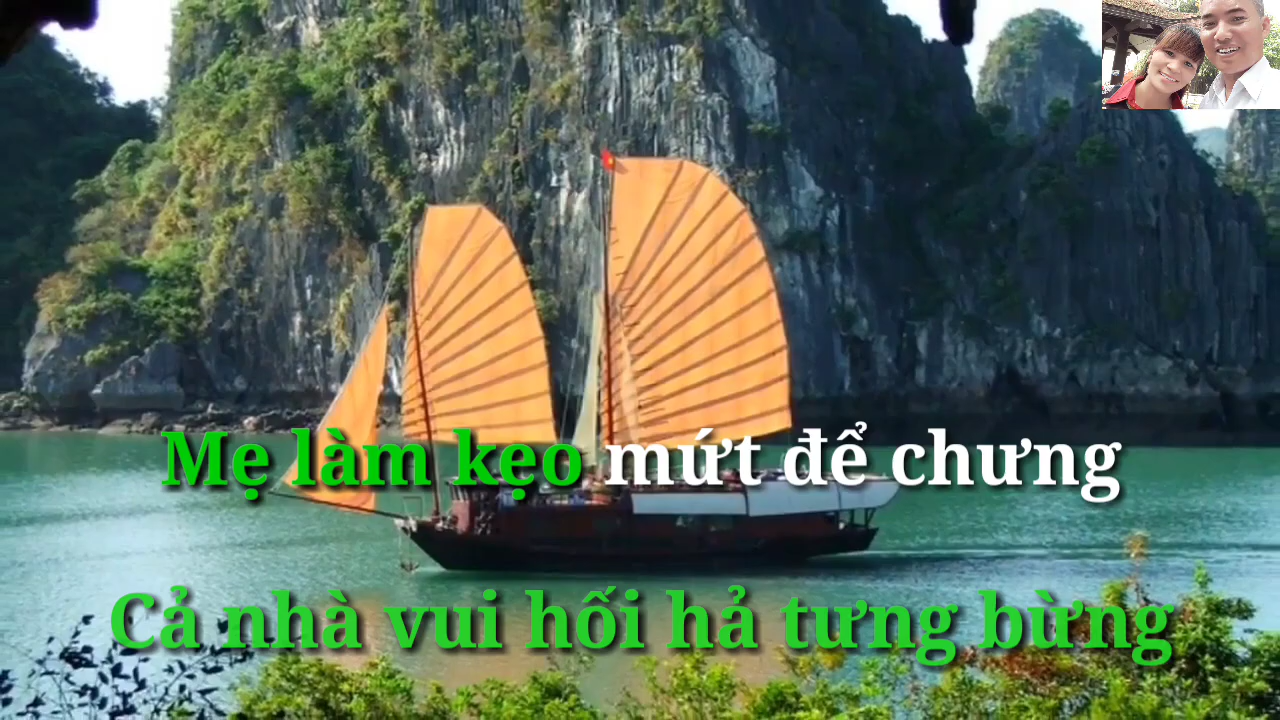 Mẹ làm kẹo mứt để chưng
Cả nhà vui hối hả tưng bừng